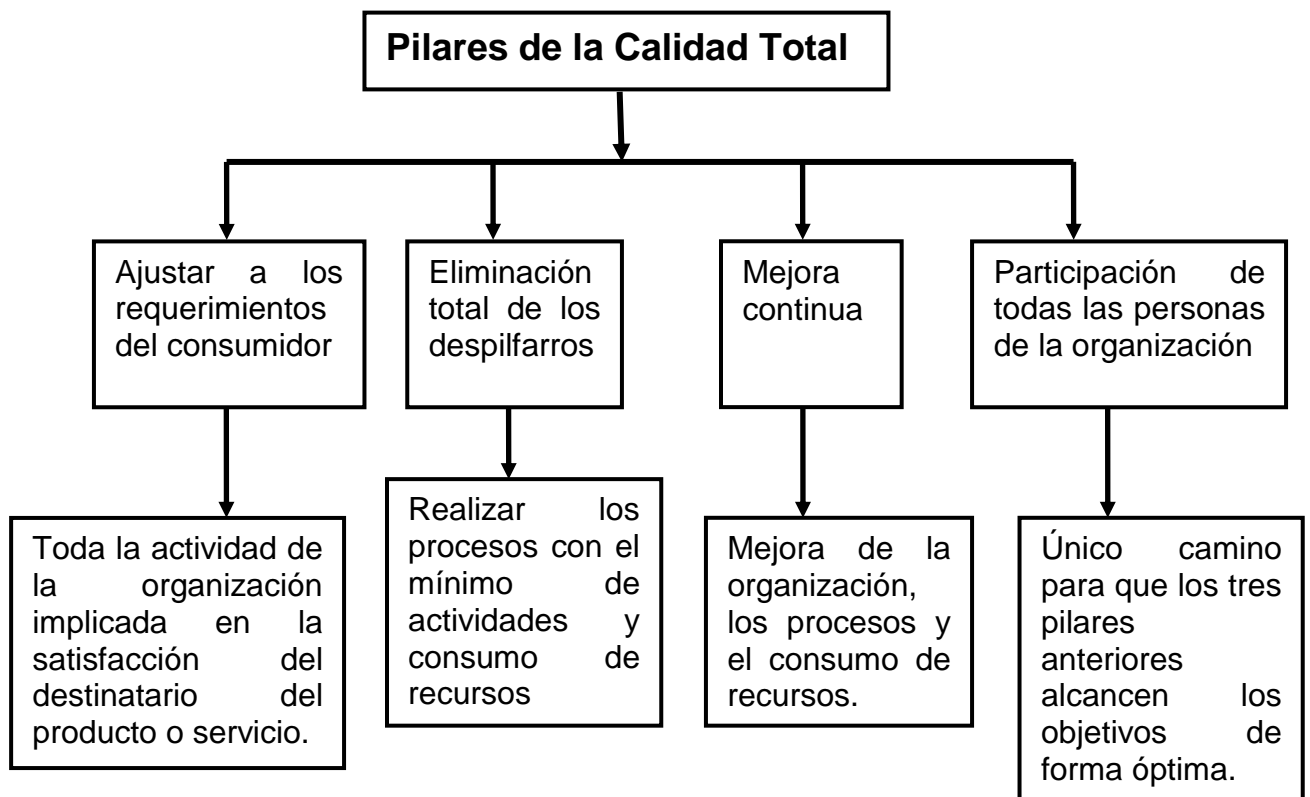 Pilares de la Calidad Total
Ajustar a los
requerimientos
del consumidor
Eliminación
total de los
despilfarros
Mejora
continua
Participación de
todas las personas
de la organización
Toda la actividad de
la organización
implicada en la
satisfacción del
destinatario del
producto o servicio.
Realizar los
procesos con el
mínimo de
actividades y
consumo de
recursos
Mejora de la
organización,
los procesos y
el consumo de
recursos.
Único camino
para que los tres
pilares
anteriores
alcancen los
objetivos de
forma óptima.